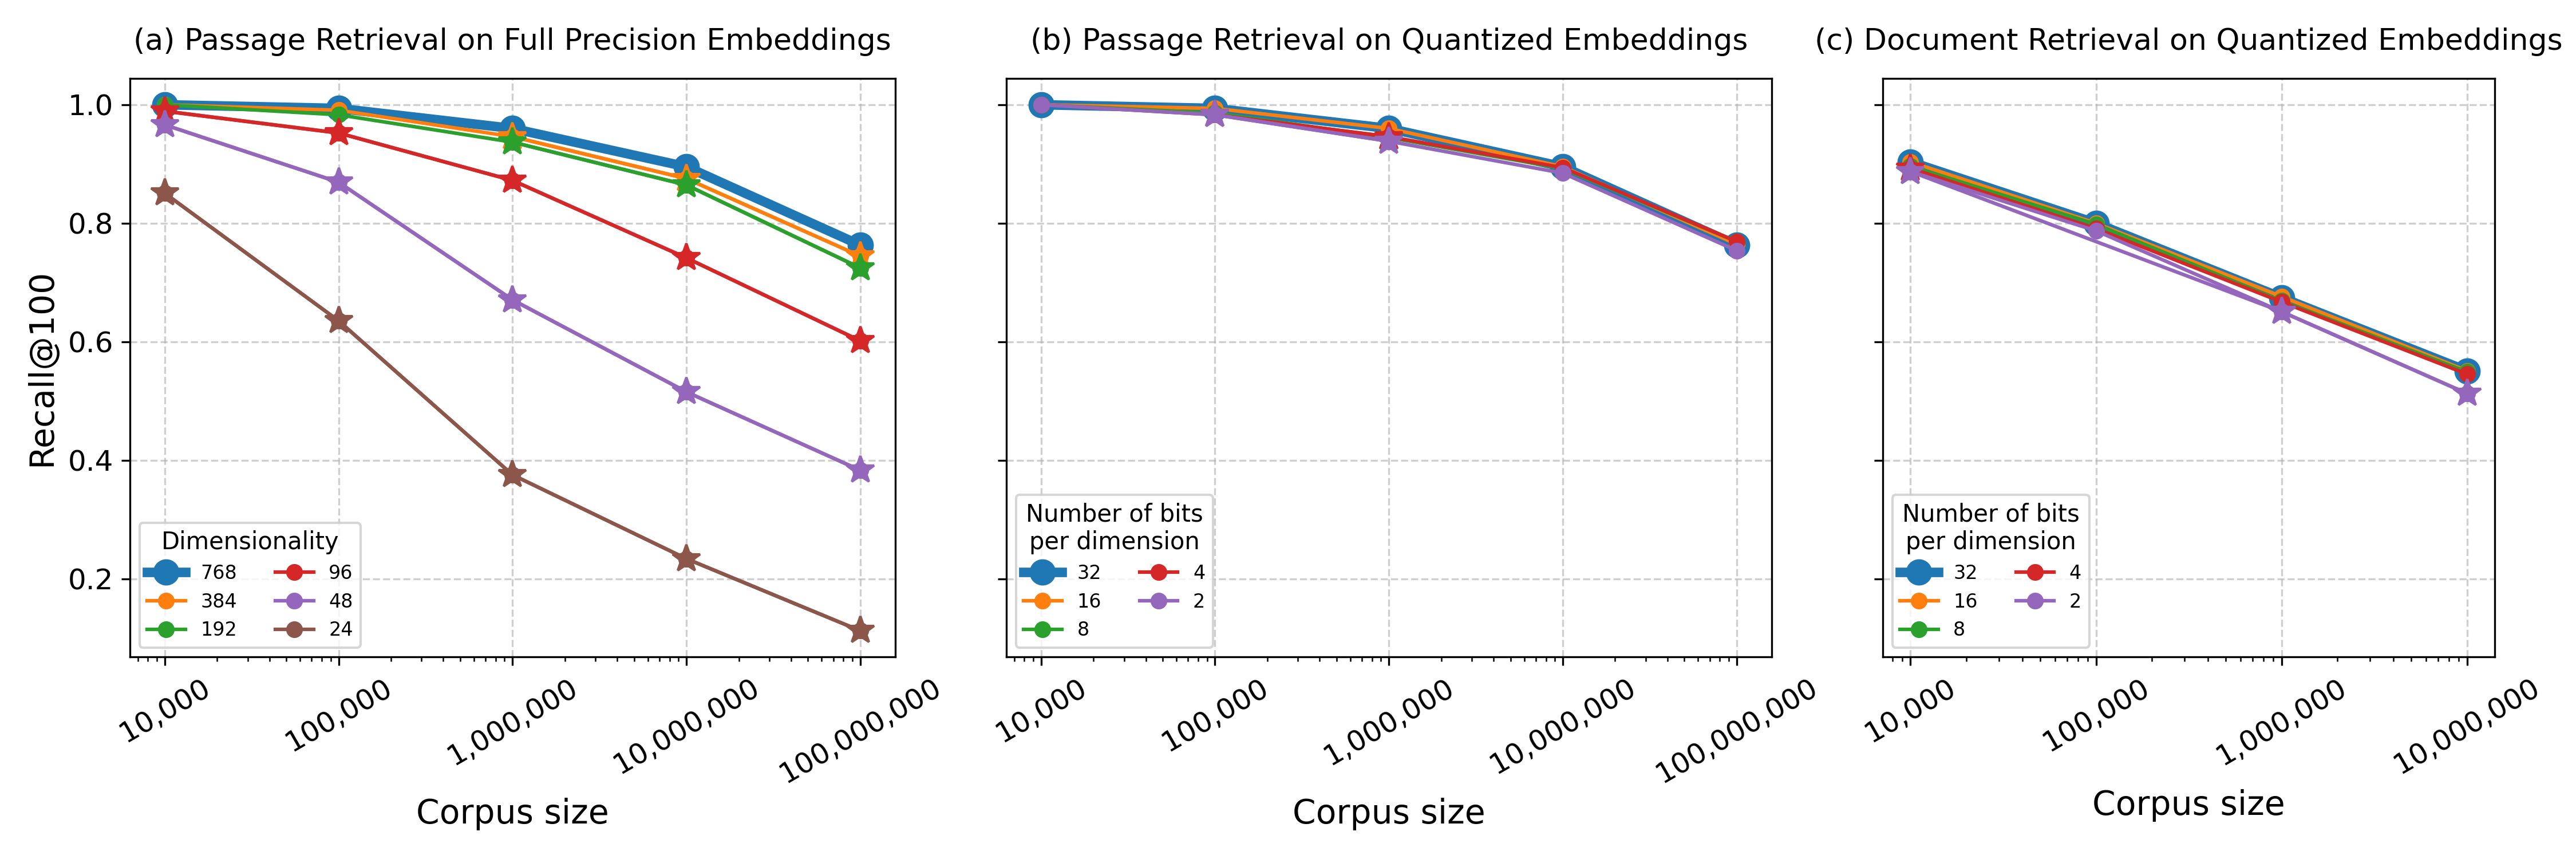 (a) Passage Retrieval on Full Precision Embeddings
Recall@100
1.0
0.8
0.6
0.4
0.2
Dimensionality
768
384
192
96
48
24
10,000
100,000
1,000,000
10,000,000
100,000,000
Corpus size
(b) Passage Retrieval on Quantized Embeddings
Number of bits
per dimension
32
16
8
4
2
10,000
100,000
1,000,000
10,000,000
100,000,000
Corpus size
(c) Document Retrieval on Quantized Embeddings
Number of bits
per dimension
32
16
8
4
2
10,000
100,000
1,000,000
10,000,000
Corpus size